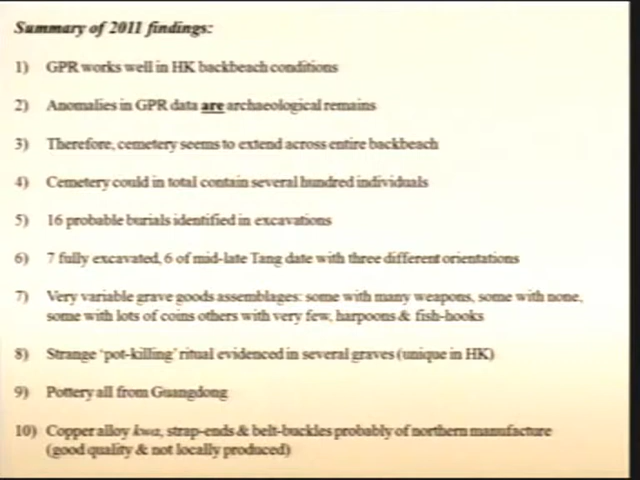 Summary of 2011 findings:
1) GPR works well in HK backbeach conditions
2) Anomalies in GPR data are archaeological remains
3) Therefore, cemetery seems to extend across entire backbeach
4) Cemetery could in total contain several hundred individuals
5) 16 probable burials identified in excavations
6) 7 fully excavated, 6 of mid-late Tang date with three different orientations
7) Very variable grave goods assemblages: some with many weapons, some with none,
some with lots of coins others with very few, harpoons & fish-hooks
8) Strange 'pot-killing' ritual evidenced in several graves (unique in HK)
9) Pottery all from Guangdong
10) Copper alloy kwa, strap-ends & belt-buckles probably of northern manufacture
(good quality & not locally produced)